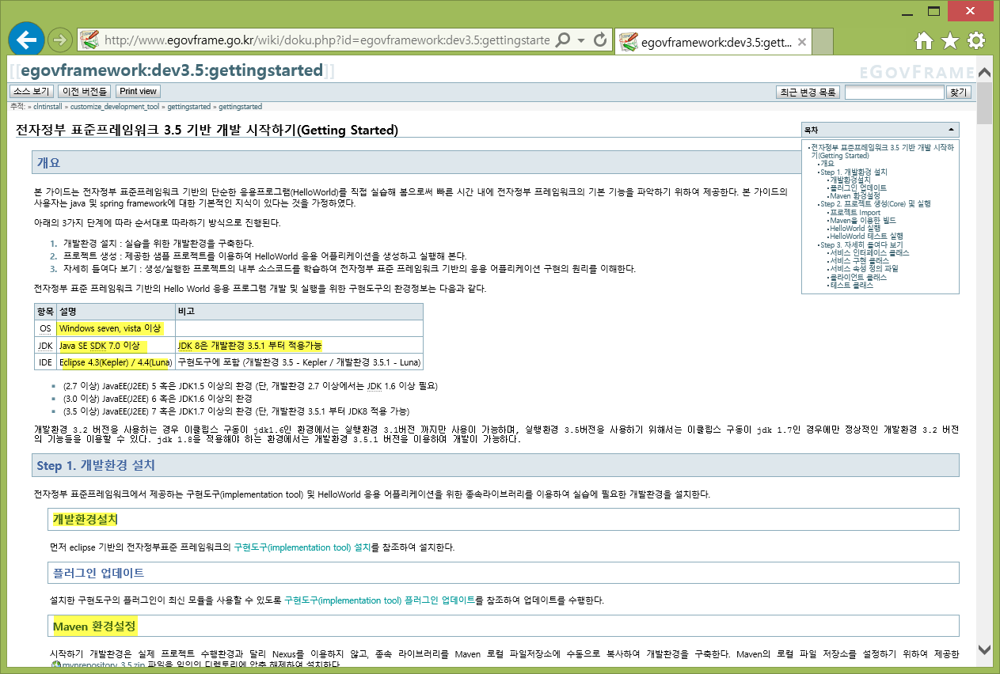 http://www.egovframe.go.kr/wiki/doku.php?id=egovframework:dev3.5:gettingstarte
egovframework:dev3.5:gett...
[[egovframework:dev3.5:gettingstarted]]
eGovFrame
소스 보기 이전 버전들 Print view
최근 변경 목록 찾기
추적: » clntinstall » customize_development_tool » gettingstarted » gettingstarted
전자정부 표준프레임워크 3.5 기반 개발 시작하기(Getting Started)
목차
전자정부 표준프레임워크 3.5 기반 개발 시작하
기(Getting Started)
개요
Step 1. 개발환경 설치
개발환경설치
플러그인 업데이트
Maven 환경설정
Step 2. 프로젝트 생성(Core) 및 실행
프로젝트 Import
Maven을 이용한 빌드
HelloWorld 실행
HelloWorld 테스트 실행
Step 3. 자세히 들여다 보기
서비스 인터페이스 클래스
서비스 구현 클래스
서비스 속성 정의 파일
클라이언트 클래스
테스트 클래스
개요
본 가이드는 전자정부 표준프레임워크 기반의 단순한 응용프로그램(HelloWorld)를 직접 실습해 봄으로써 빠른 시간 내에 전자정부 프레임워크의 기본 기능을 파악하기 위하여 제공한다. 본 가이드의
사용자는 java 및 spring framework에 대한 기본적인 지식이 있다는 것을 가정하였다.
아래의 3가지 단계에 따라 순서대로 따라하기 방식으로 진행된다.
1. 개발환경 설치 : 실습을 위한 개발환경을 구축한다.
2. 프로젝트 생성 : 제공한 샘플 프로젝트를 이용하여 HelloWorld 응용 어플리케이션을 생성하고 실행해 본다.
3. 자세히 들여다 보기 : 생성/실행한 프로젝트의 내부 소스코드를 학습하여 전자정부 표준 프레임워크 기반의 응용 어플리케이션 구현의 원리를 이해한다.
전자정부 표준 프레임워크 기반의 Hello World 응용 프로그램 개발 및 실행을 위한 구현도구의 환경정보는 다음과 같다.
항목 설명 비고
OS Windows seven, vista 이상
JDK Java SE SDK 7.0 이상 JDK 8은 개발환경 3.5.1 부터 적용가능
IDE Eclipse 4.3(Kepler) / 4.4(Luna) 구현도구에 포함 (개발환경 3.5 - Kepler / 개발환경 3.5.1 - Luna)
(2.7 이상) JavaEE(J2EE) 5 혹은 JDK1.5 이상의 환경 (단, 개발환경 2.7 이상에서는 JDK 1.6 이상 필요)
(3.0 이상) JavaEE(J2EE) 6 혹은 JDK1.6 이상의 환경
(3.5 이상) JavaEE(J2EE) 7 혹은 JDK1.7 이상의 환경 (단, 개발환경 3.5.1 부터 JDK8 적용 가능)
개발환경 3.2 버전을 사용하는 경우 이클립스 구동이 jdk1.6인 환경에서는 실행환경 3.1버전 까지만 사용이 가능하며, 실행환경 3.5버전을 사용하기 위해서는 이클립스 구동이 jdk 1.7인 경우에만 정상적인 개발환경 3.2 버전
의 기능들을 이용할 수 있다. jdk 1.8을 적용해야 하는 환경에서는 개발환경 3.5.1 버전을 이용하여 개발이 가능하다.
Step 1. 개발환경 설치
전자정부 표준프레임워크에서 제공하는 구현도구(implementation tool) 및 HelloWorld 응용 어플리케이션을 위한 종속라이브러리를 이용하여 실습에 필요한 개발환경을 설치한다.
개발환경설치
먼저 eclipse 기반의 전자정부표준 프레임워크의 구현도구(implementation tool) 설치를 참조하여 설치한다.
플러그인 업데이트
설치한 구현도구의 플러그인이 최신 모듈을 사용할 수 있도록 구현도구(implementation tool) 플러그인 업데이트를 참조하여 업데이트를 수행한다.
Maven 환경설정
시작하기 개발환경은 실제 프로젝트 수행환경과 달리 Nexus를 이용하지 않고, 종속 라이브러리를 Maven 로컬 파일저장소에 수동으로 복사하여 개발환경을 구축한다. Maven의 로컬 파일 저장소를 설정하기 위하여 제공한
mvnrepository_3.5.zip 파일을 임의의 디렉토리에 압축 해제하여 설치한다.